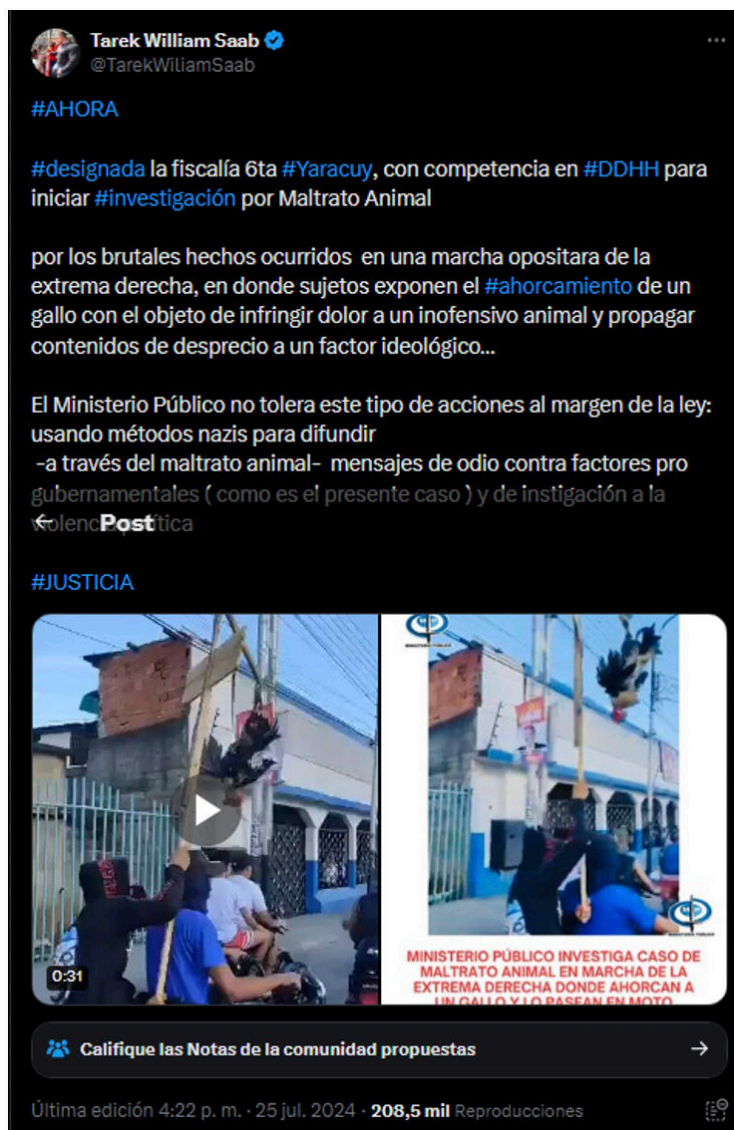 Tarek William Saab
@TarekWiliamSaab
#AHORA
#designada la fiscalía 6ta #Yaracuy, con competencia en #DDHH para
iniciar #investigación por Maltrato Animal
por los brutales hechos ocurridos en una marcha opositara de la
extrema derecha, en donde sujetos exponen el #ahorcamiento de un
gallo con el objeto de infringir dolor a un inofensivo animal y propagar
contenidos de desprecio a un factor ideológico...
El Ministerio Público no tolera este tipo de acciones al margen de la ley:
usando métodos nazis para difundir
-a través del maltrato animal- mensajes de odio contra factores pro
gubernamentales ( como es el presente caso ) y de instigación a la
violencia política
Post
#JUSTICIA
0:31
MINISTERIO PÚBLICO INVESTIGA CASO DE
MALTRATO ANIMAL EN MARCHA DE LA
EXTREMA DERECHA DONDE AHORCAN A
UN GALLO Y LO PASEAN EN MOTO
Califique las Notas de la comunidad propuestas
Última edición 4:22 p. m. · 25 jul. 2024 · 208,5 mil Reproducciones